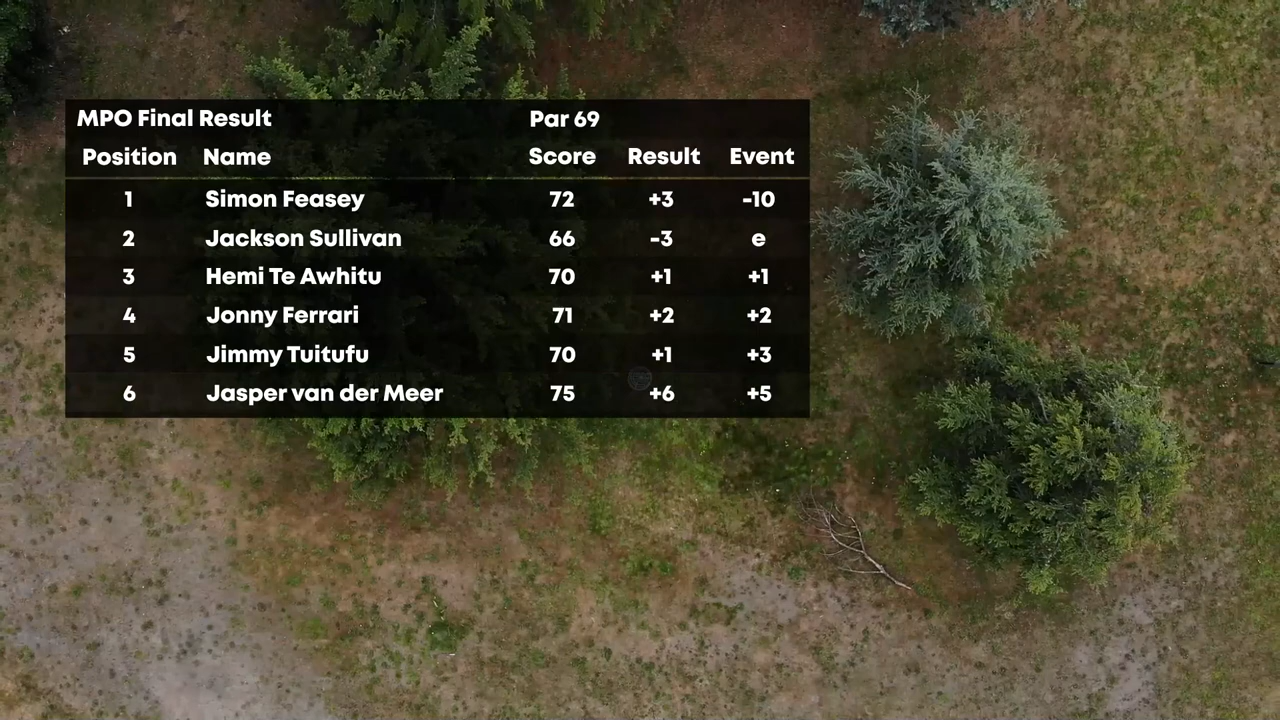 MPO Final Result Par 69
Position Name Score Result Event
1 Simon Feasey 72 +3 -10
2 Jackson Sullivan 66 -3 e
3 Hemi Te Awhitu 70 +1 +1
4 Jonny Ferrari 71 +2 +2
5 Jimmy Tuitufu 70 +1 +3
6 Jasper van der Meer 75 +6 +5